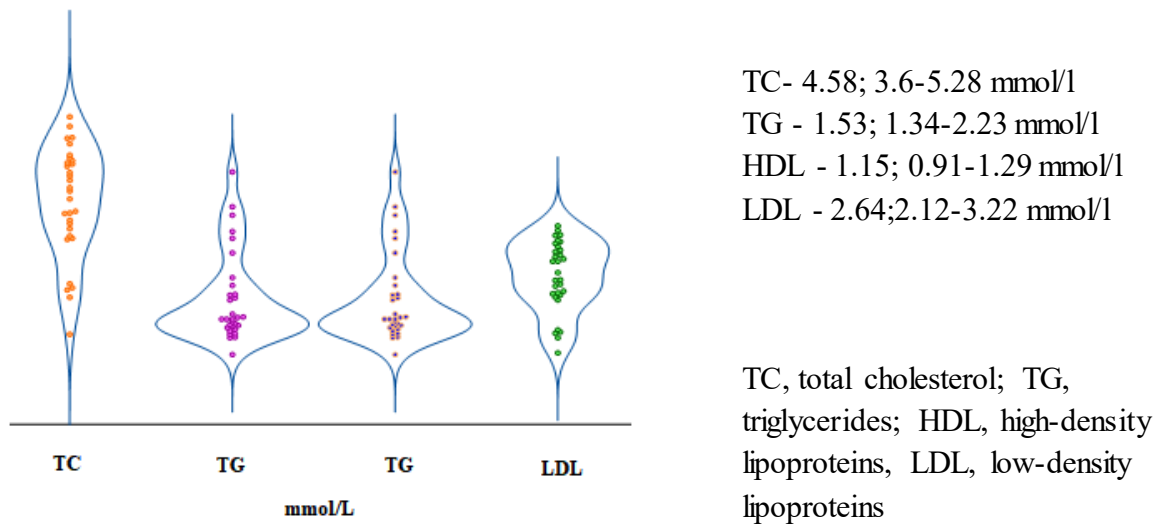 TC- 4.58; 3.6-5.28 mmol/l
TG - 1.53; 1.34-2.23 mmol/l
HDL - 1.15; 0.91-1.29 mmol/l
LDL - 2.64;2.12-3.22 mmol/l
TC, total cholesterol; TG,
triglycerides; HDL, high-density
lipoproteins, LDL, low-density
lipoproteins
TC TG TG LDL
mmol/L